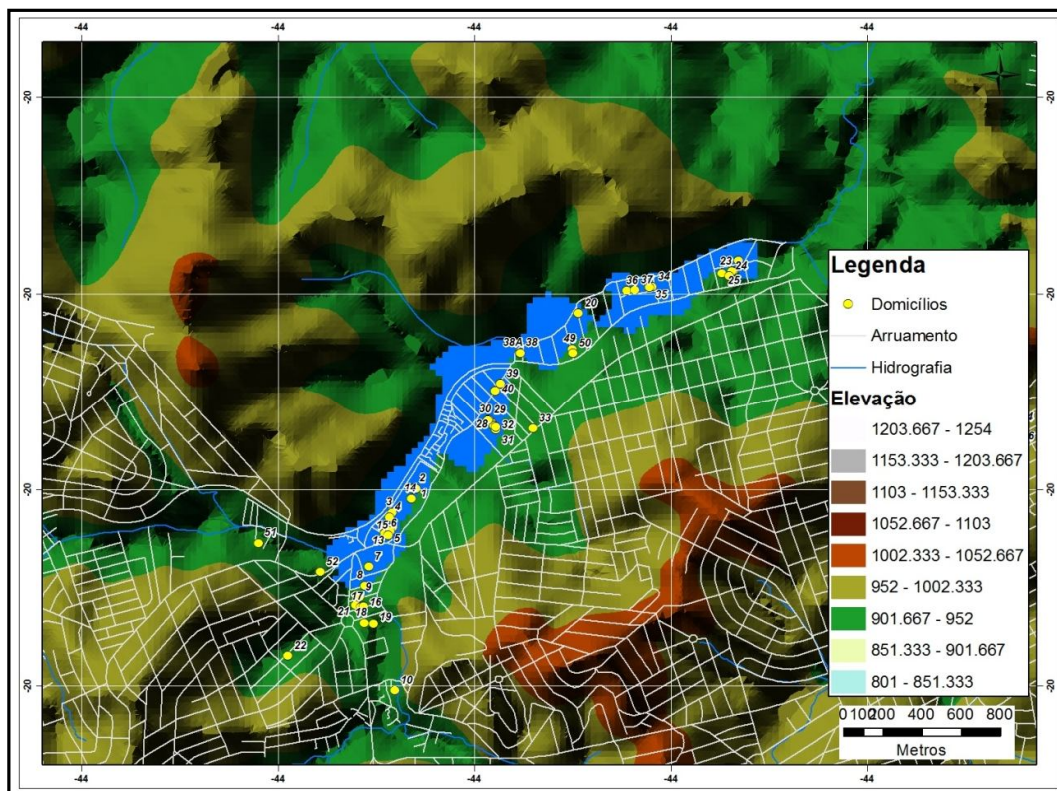 -44 -44 -44 -44 -44
-20 -20
-20 -20
-20 -20
-20 -20
23 24
25
36 37 34
35
20
49 50
38A 38
39
40
30 29
28 32
31
33
2
14 1
3 4
15 6
13 5
7
8
9
17 16
21 18 19
22
10
51
52
Legenda
Domicílios
Arruamento
Hidrografia
Elevação
1203.667 - 1254
1153.333 - 1203.667
1103 - 1153.333
1052.667 - 1103
1002.333 - 1052.667
952 - 1002.333
901.667 - 952
851.333 - 901.667
801 - 851.333
0 100 200 400 600 800
Metros
-44 -44 -44 -44 -44